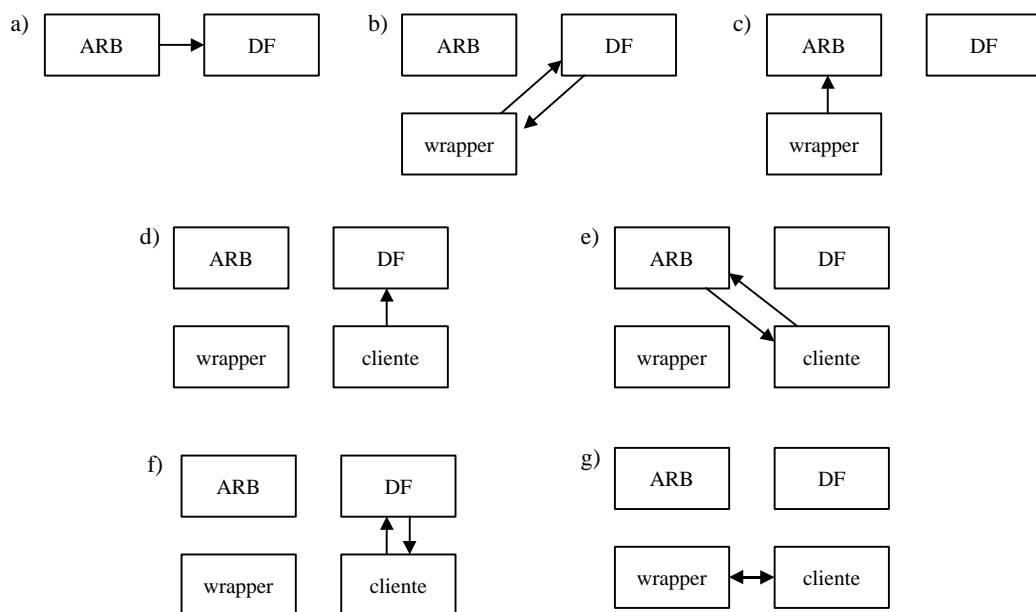 a) ARB DF
b) ARB DF
wrapper
c) ARB DF
wrapper
d) ARB DF
wrapper cliente
e) ARB DF
wrapper cliente
f) ARB DF
wrapper cliente
g) ARB DF
wrapper cliente